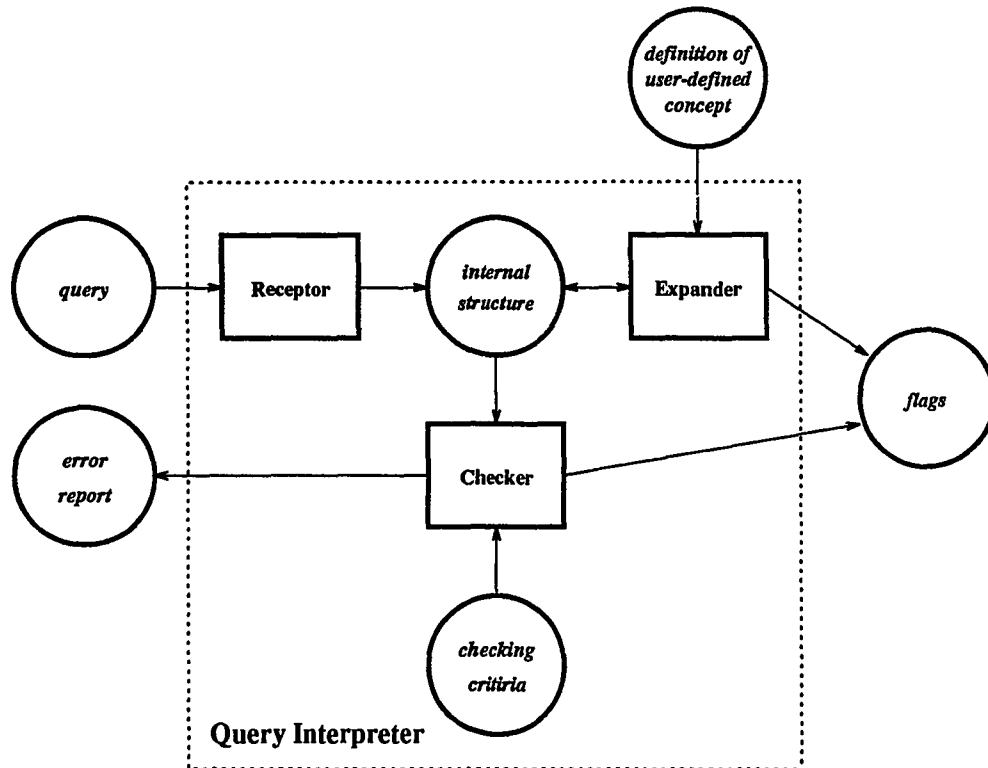 definition of
user-defined
concept
query
Receptor
internal
structure
Expander
flags
error
report
Checker
checking
critiria
Query Interpreter